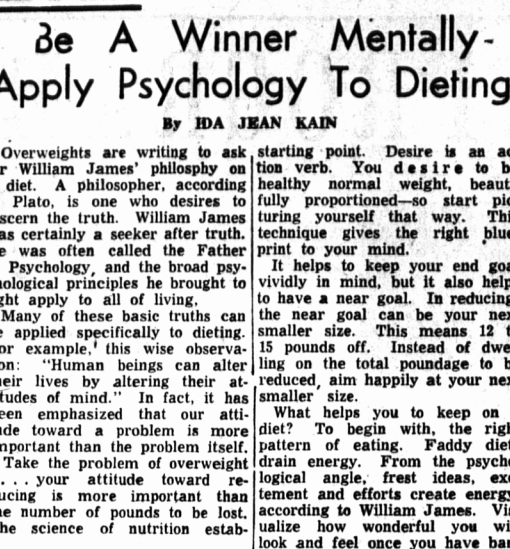 Be A Winner Mentally-
Apply Psychology To Dieting
By IDA JEAN KAIN
Overweights are writing to ask
r William James' philosphy on
diet. A philosopher, according
Plato, is one who desires to
scern the truth. William James
as certainly a seeker after truth.
e was often called the Father
Psychology, and the broad psy-
ological principles he brought to
ght apply to all of living.
Many of these basic truths can
e applied specifically to dieting.
or example, this wise observa-
on: "Human beings can alter
eir lives by altering their at-
tudes of mind." In fact, it has
een emphasized that our atti-
ude toward a problem is more
mportant than the problem itself.
Take the problem of overweight
. . . your attitude toward re-
ucing is more important than
e number of pounds to be lost.
he science of nutrition estab-
starting point. Desire is an ac
tion verb. You desire to b
healthy normal weight, beaut
fully proportioned—so start pic
turing yourself that way. Thi
technique gives the right blue
print to your mind.
It helps to keep your end goa
vividly in mind, but it also help
to have a near goal. In reducing
the near goal can be your nex
smaller size. This means 12 t
15 pounds off. Instead of dwe
ling on the total poundage to b
reduced, aim happily at your nex
smaller size.
What helps you to keep on
diet? To begin with, the righ
pattern of eating. Faddy diet
drain energy. From the psycho
logical angle, frest ideas, exc
tement and efforts create energy
according to William James. Vis
ualize how wonderful you wi
look and feel once you have ban